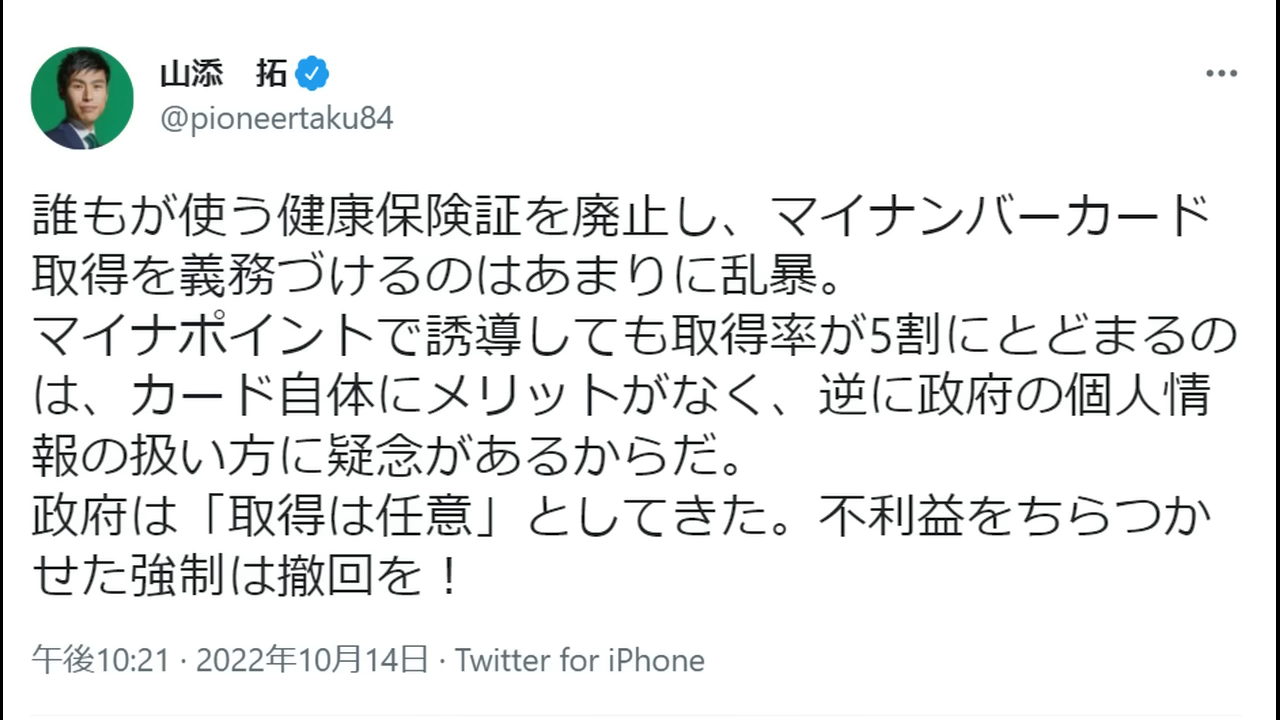 山添　拓
@pioneertaku84
誰もが使う健康保険証を廃止し、マイナンバーカード
取得を義務づけるのはあまりに乱暴。
マイナポイントで誘導しても取得率が5割にとどまるの
は、カード自体にメリットがなく、逆に政府の個人情
報の扱い方に疑念があるからだ。
政府は「取得は任意」としてきた。不利益をちらつか
せた強制は撤回を！
午後10:21 · 2022年10月14日 · Twitter for iPhone